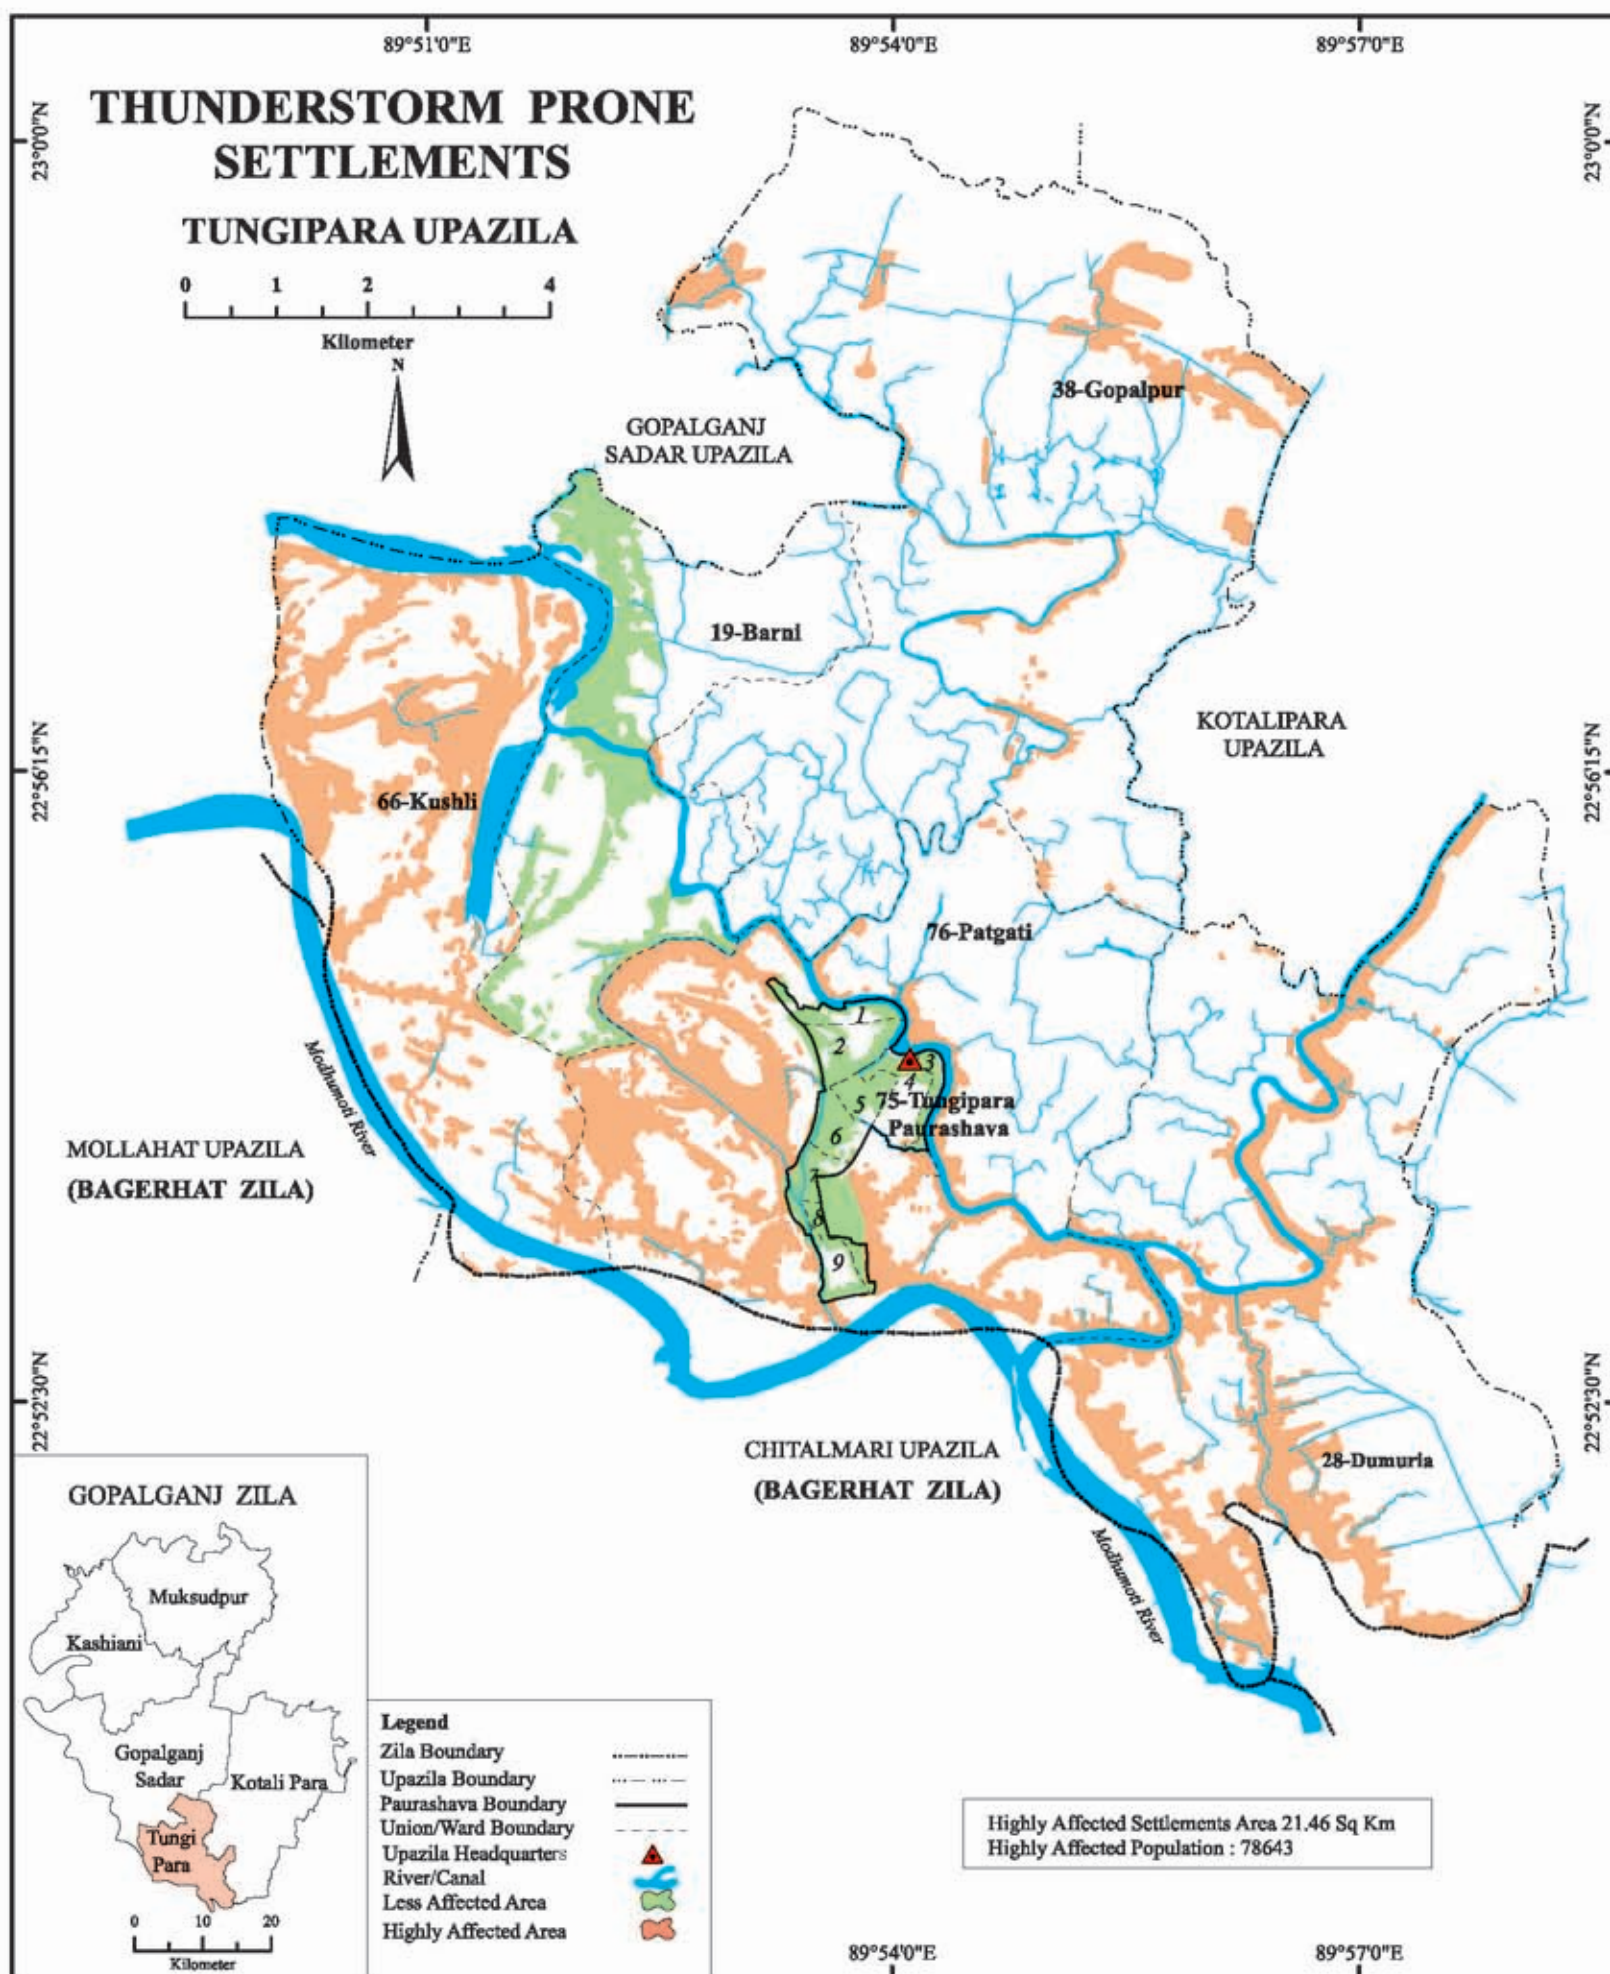 89°51'0"E
89°54'0"E
89°57'0"E
THUNDERSTORM PRONE
SETTLEMENTS
TUNGIPARA UPAZILA
0 1 2 4
Kilometer
N
23°0'0"N
23°0'0"N
38-Gopalpur
GOPALGANJ
SADAR UPAZILA
19-Barni
KOTALIPARA
UPAZILA
22°56'15"N
22°56'15"N
66-Kushli
76-Patgati
1
2
3
4
5
75-Tungipara
Paurashava
6
7
8
9
Modhumoti River
MOLLAHAT UPAZILA
(BAGERHAT ZILA)
22°52'30"N
22°52'30"N
CHITALMARI UPAZILA
(BAGERHAT ZILA)
28-Dumuria
Modhumoti River
GOPALGANJ ZILA
Muksudpur
Kashiani
Gopalganj
Sadar
Kotali Para
Tungi
Para
0 10 20
Kilometer
Legend
Zila Boundary
Upazila Boundary
Paurashava Boundary
Union/Ward Boundary
Upazila Headquarters
River/Canal
Less Affected Area
Highly Affected Area
Highly Affected Settlements Area 21.46 Sq Km
Highly Affected Population : 78643
89°54'0"E
89°57'0"E